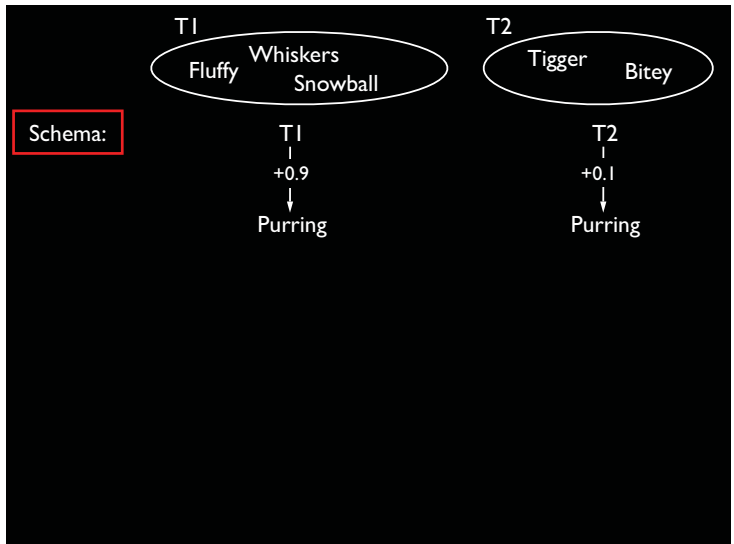 T1 T2
Whiskers
Fluffy
Snowball
Tigger
Bitey
Schema: T1 T2
+0.9 +0.1
Purring Purring